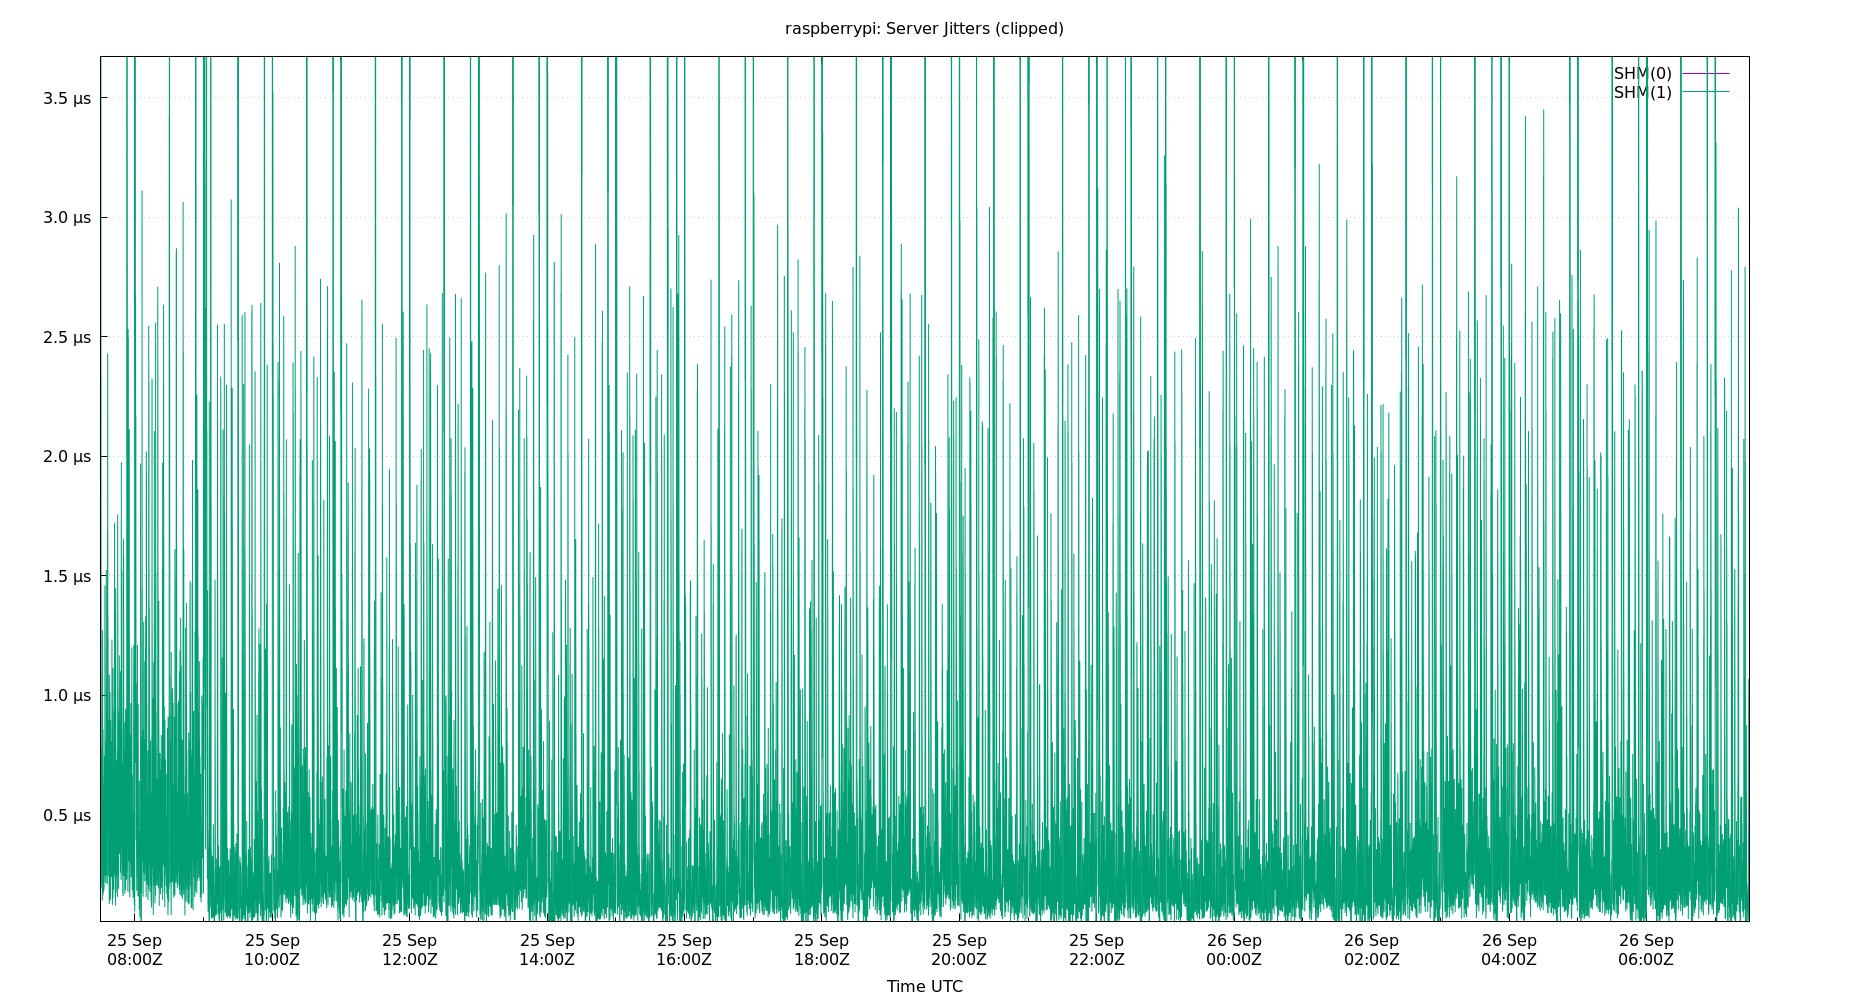 raspberrypi: Server Jitters (clipped)
SHM(0)
SHM(1)
3.5 µs
3.0 µs
2.5 µs
2.0 µs
1.5 µs
1.0 µs
0.5 µs
25 Sep 25 Sep 25 Sep 25 Sep 25 Sep 25 Sep 25 Sep 25 Sep 26 Sep 26 Sep 26 Sep 26 Sep
08:00Z 10:00Z 12:00Z 14:00Z 16:00Z 18:00Z 20:00Z 22:00Z 00:00Z 02:00Z 04:00Z 06:00Z
Time UTC